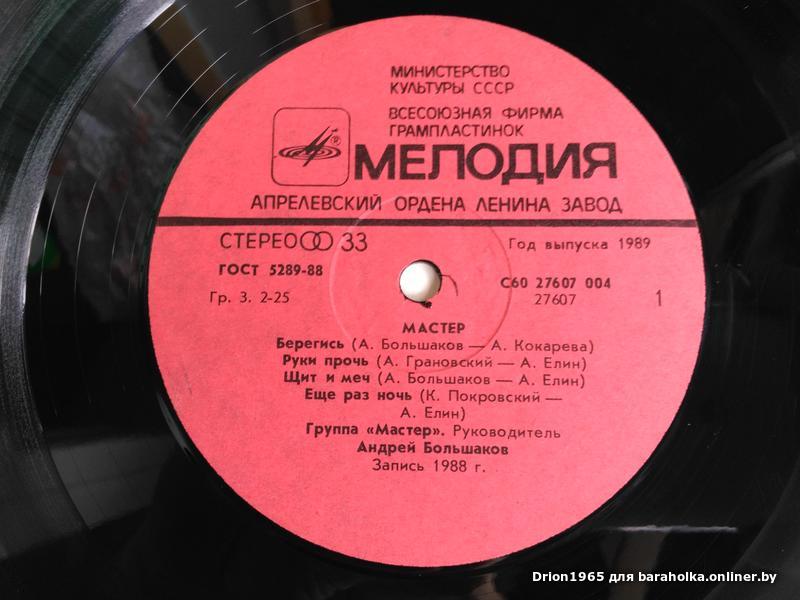 МИНИСТЕРСТВО
КУЛЬТУРЫ СССР
ВСЕСОЮЗНАЯ ФИРМА
ГРАМПЛАСТИНОК
МЕЛОДИЯ
АПРЕЛЕВСКИЙ ОРДЕНА ЛЕНИНА ЗАВОД
СТЕРЕО 33
Год выпуска 1989
ГОСТ 5289-88
С60 27607 004
Гр. 3. 2-25
27607
1
МАСТЕР
Берегись (А. Большаков — А. Кокарева)
Руки прочь (А. Грановский — А. Елин)
Щит и меч (А. Большаков — А. Елин)
Еще раз ночь (К. Покровский —
А. Елин)
Группа «Мастер». Руководитель
Андрей Большаков
Запись 1988 г.
Drion1965 для baraholka.onliner.by